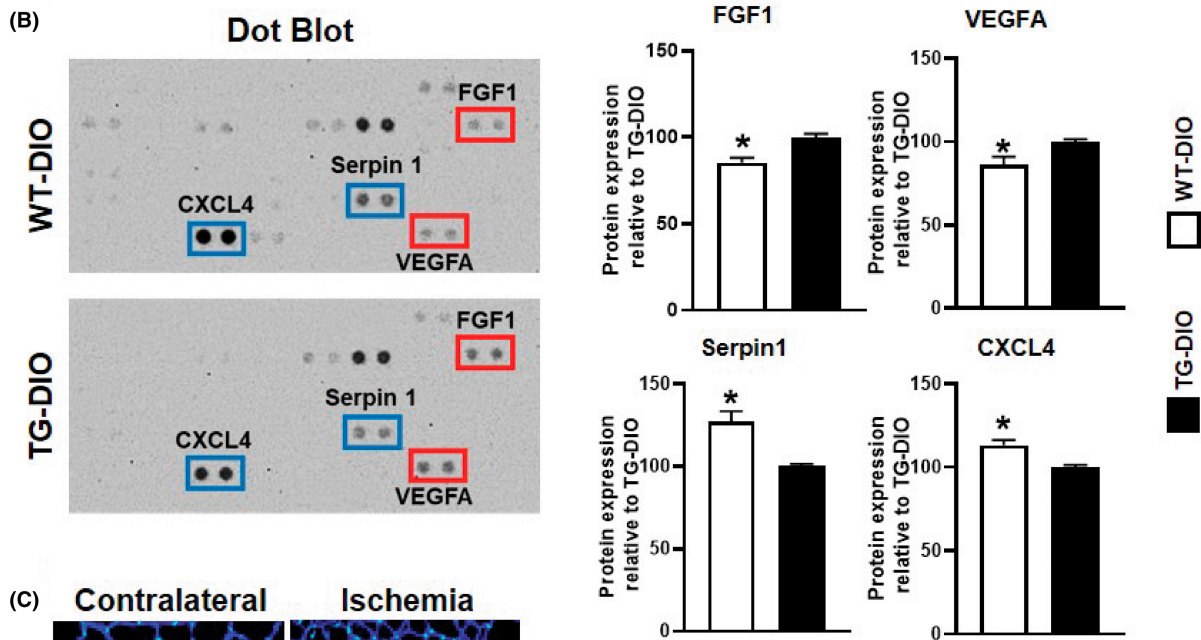 (B)
Dot Blot
WT-DIO
FGF1
Serpin 1
CXCL4
VEGFA
TG-DIO
FGF1
Serpin 1
CXCL4
VEGFA
FGF1
Protein expression
relative to TG-DIO
150
100
50
0
*
VEGFA
Protein expression
relative to TG-DIO
150
100
50
0
*
Serpin1
Protein expression
relative to TG-DIO
150
100
50
0
*
CXCL4
Protein expression
relative to TG-DIO
150
100
50
0
*
WT-DIO
TG-DIO
(C)
Contralateral
Ischemia